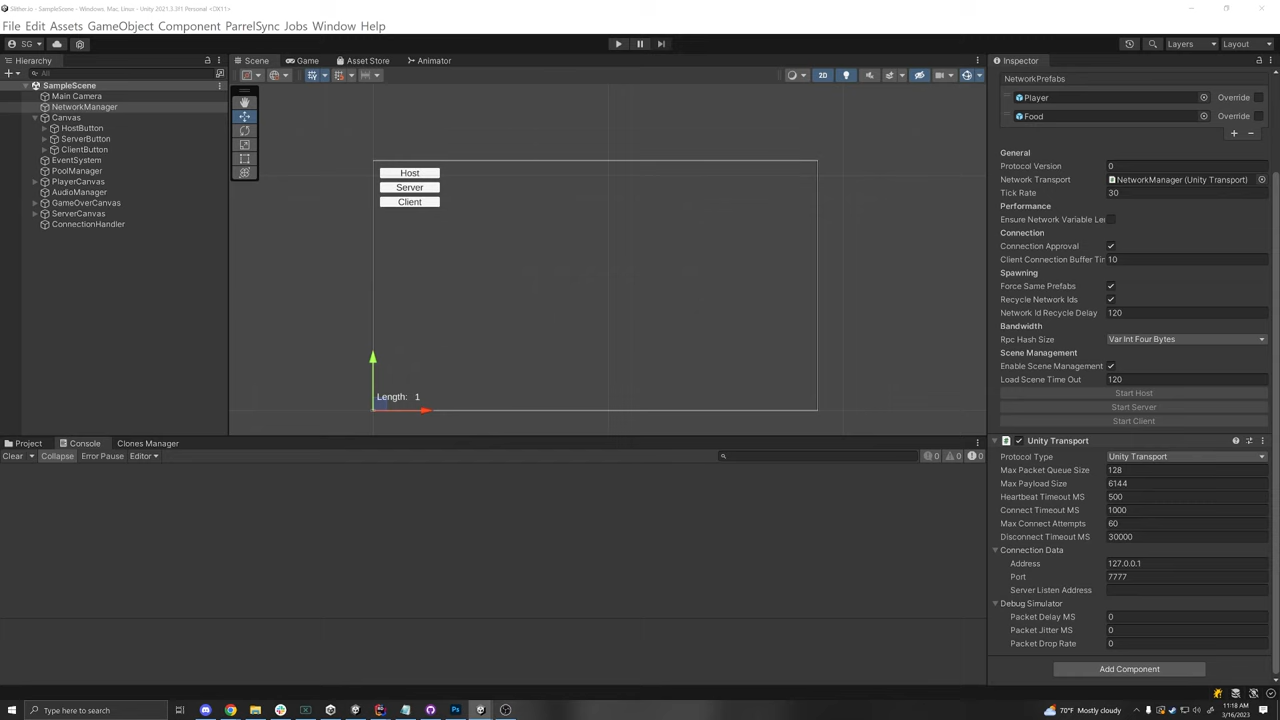 Slither.io - SampleScene - Windows, Mac, Linux - Unity 2021.3.3f1 Personal <DX11>
File Edit Assets GameObject Component ParrelSync Jobs Window Help
SG Layers Layout
Hierarchy
All
SampleScene
Main Camera
NetworkManager
Canvas
HostButton
ServerButton
ClientButton
EventSystem
PoolManager
PlayerCanvas
AudioManager
GameOverCanvas
ServerCanvas
ConnectionHandler
Scene Game Asset Store Animator
2D
Host
Server
Client
Length: 1
Project Console Clones Manager
Clear Collapse Error Pause Editor 0 0 0
Inspector
NetworkPrefabs
Player Override
Food Override
General
Protocol Version 0
Network Transport NetworkManager (Unity Transport)
Tick Rate 30
Performance
Ensure Network Variable Le
Connection
Connection Approval
Client Connection Buffer Tim 10
Spawning
Force Same Prefabs
Recycle Network Ids
Network Id Recycle Delay 120
Bandwidth
Rpc Hash Size Var Int Four Bytes
Scene Management
Enable Scene Management
Load Scene Time Out 120
Start Host
Start Server
Start Client
Unity Transport
Protocol Type Unity Transport
Max Packet Queue Size 128
Max Payload Size 6144
Heartbeat Timeout MS 500
Connect Timeout MS 1000
Max Connect Attempts 60
Disconnect Timeout MS 30000
Connection Data
Address 127.0.0.1
Port 7777
Server Listen Address
Debug Simulator
Packet Delay MS 0
Packet Jitter MS 0
Packet Drop Rate 0
Add Component
Type here to search
70°F Mostly cloudy
11:18 AM
3/16/2023